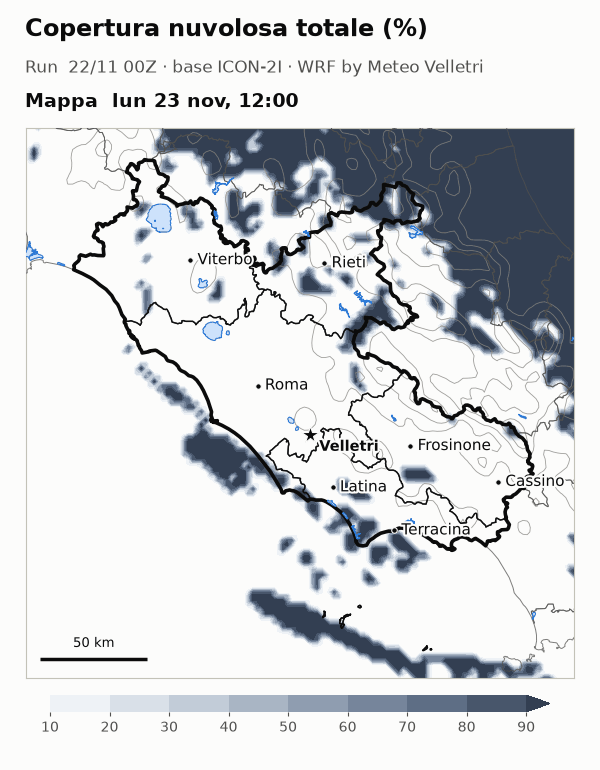 Copertura nuvolosa totale (%)
Run 22/11 00Z · base ICON-2I · WRF by Meteo Velletri
Mappa lun 23 nov, 12:00
Viterbo
Rieti
Roma
Velletri
Frosinone
Latina
Cassino
Terracina
50 km
10 20 30 40 50 60 70 80 90